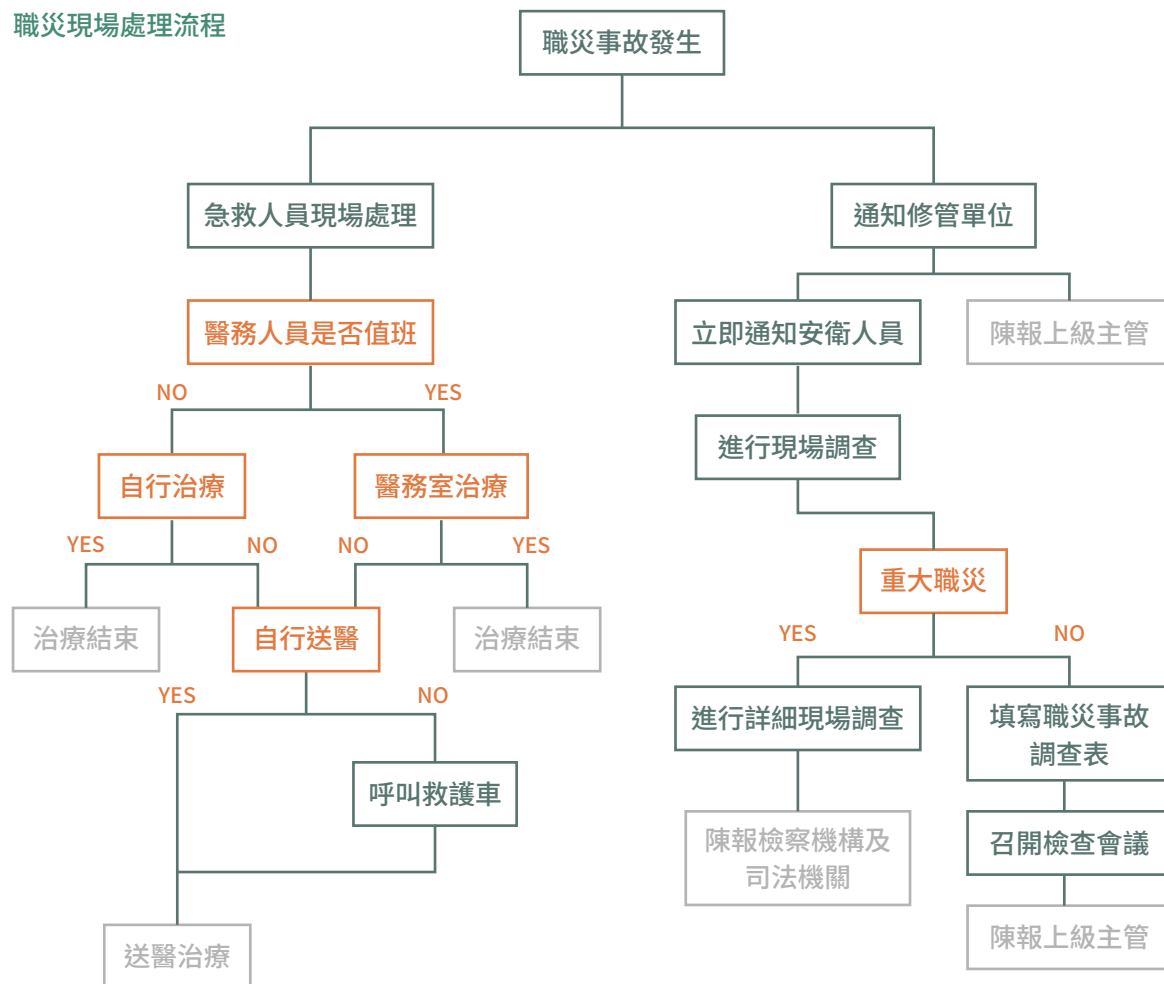 職災現場處理流程
職災事故發生
急救人員現場處理
通知修管單位
醫務人員是否值班
立即通知安衛人員
陳報上級主管
NO
YES
進行現場調查
自行治療
醫務室治療
YES
NO
NO
YES
重大職災
治療結束
自行送醫
治療結束
YES
NO
YES
NO
進行詳細現場調查
填寫職災事故
調查表
呼叫救護車
陳報檢察機構及
司法機關
召開檢查會議
送醫治療
陳報上級主管